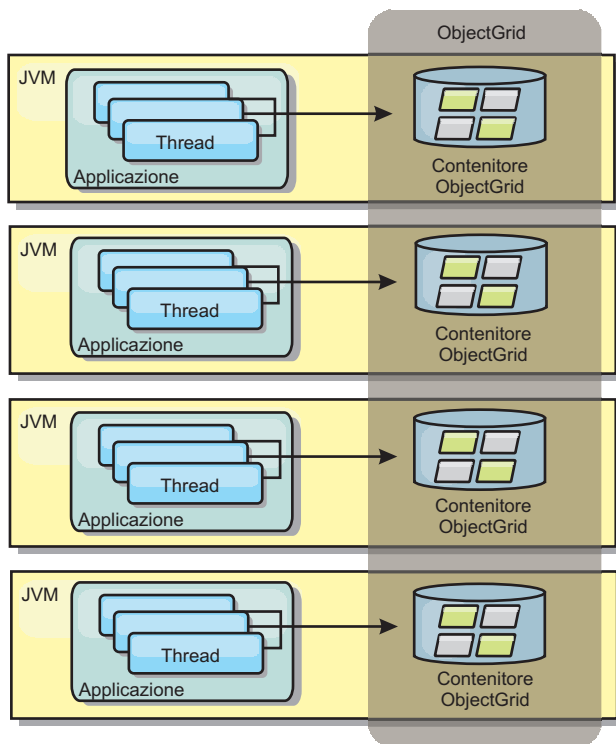 ObjectGrid
JVM
Thread
Applicazione
Contenitore
ObjectGrid
JVM
Thread
Applicazione
Contenitore
ObjectGrid
JVM
Thread
Applicazione
Contenitore
ObjectGrid
JVM
Thread
Applicazione
Contenitore
ObjectGrid